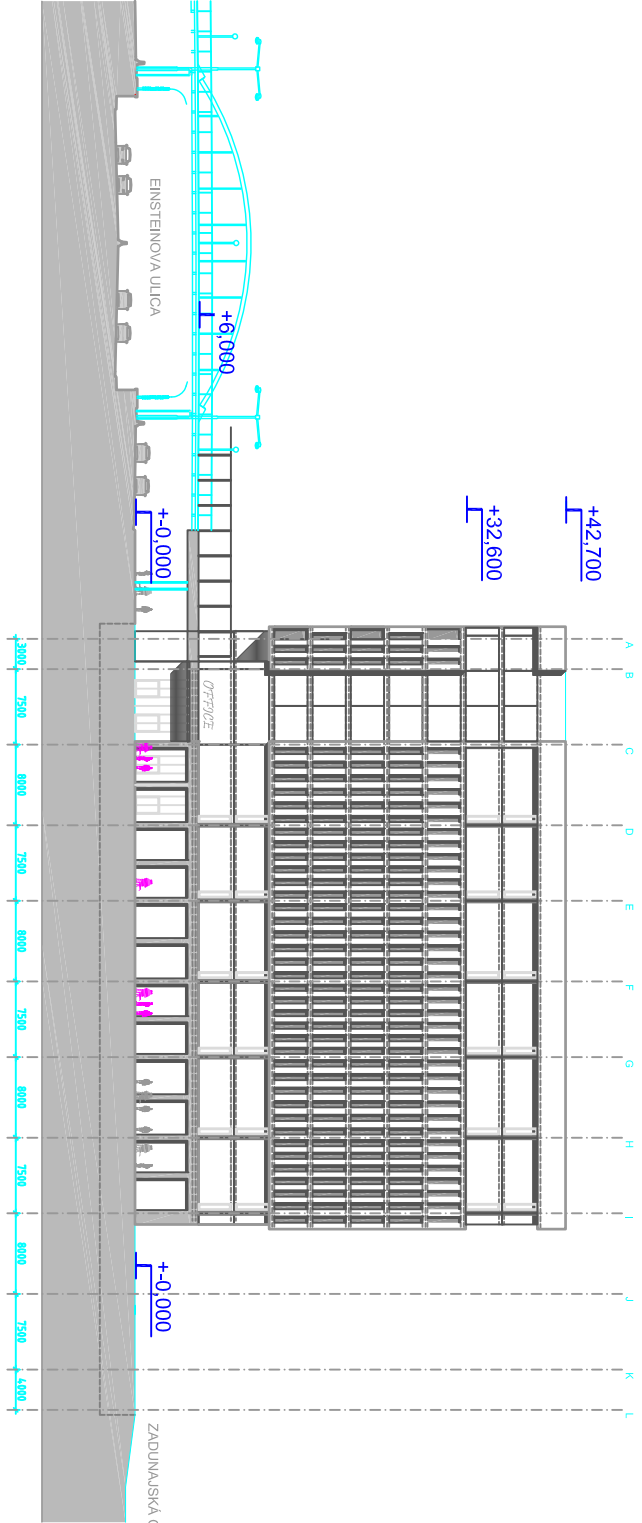 +42,700
+32,600
+6,000
+-0,000
+-0,000
EINSTEINOVA ULICA
OFFICE
ZADUNAJSKÁ
A
B
C
D
E
F
G
H
I
J
K
L
3000
7500
8000
7500
8000
7500
8000
7500
8000
7500
4000